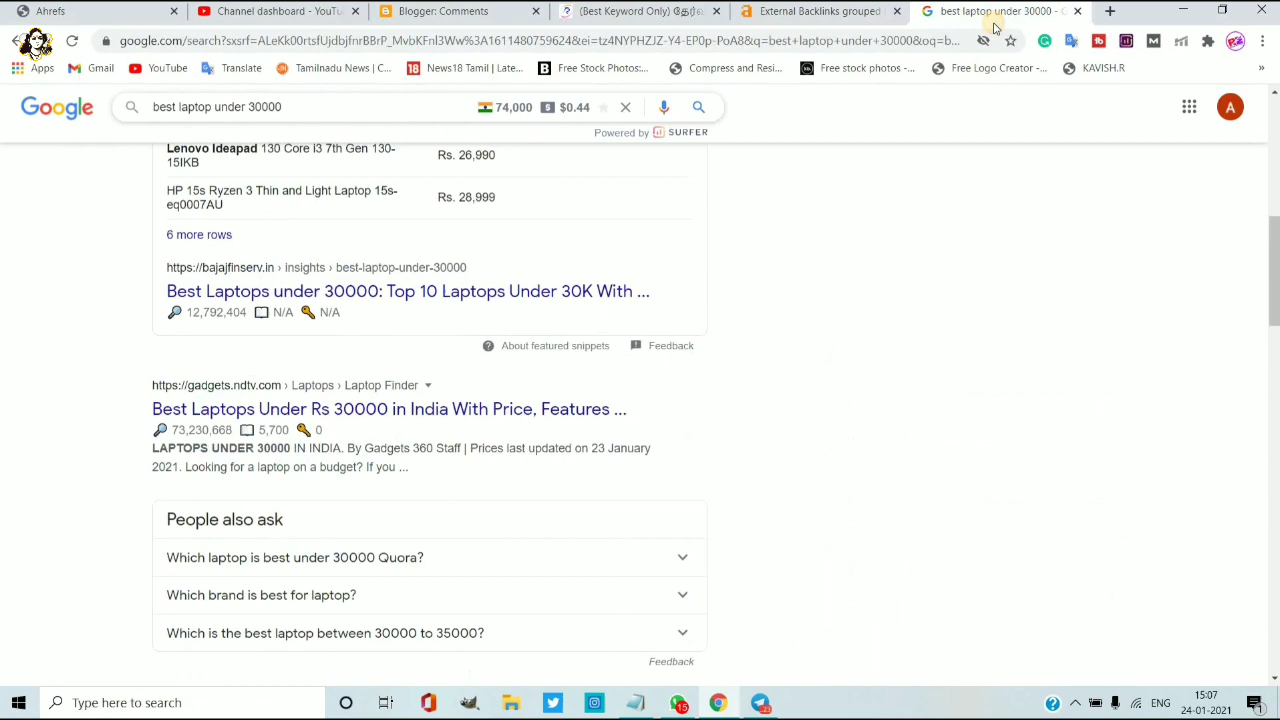 Ahrefs
Channel dashboard - YouTu
Blogger: Comments
(Best Keyword Only)
External Backlinks grouped
best laptop under 30000 - G
google.com/search?sxsrf=
best+laptop+under+30000&oq=b...
Apps
Gmail
YouTube
Translate
Tamilnadu News | C...
18
News18 Tamil | Late...
Free Stock Photos...
Compress and Resi...
Free stock photos -...
Free Logo Creator -...
KAVISH.R
»
Google
best laptop under 30000
74,000
$
$0.44
A
Powered by SURFER
Lenovo Ideapad 130 Core i3 7th Gen 130-
15IKB
Rs. 26,990
HP 15s Ryzen 3 Thin and Light Laptop 15s-
eq0007AU
Rs. 28,999
6 more rows
https://bajajfinserv.in › insights › best-laptop-under-30000
Best Laptops under 30000: Top 10 Laptops Under 30K With ...
12,792,404 N/A N/A
About featured snippets
Feedback
https://gadgets.ndtv.com › Laptops › Laptop Finder
Best Laptops Under Rs 30000 in India With Price, Features ...
73,230,668 5,700 0
LAPTOPS UNDER 30000 IN INDIA. By Gadgets 360 Staff | Prices last updated on 23 January
2021. Looking for a laptop on a budget? If you ...
People also ask
Which laptop is best under 30000 Quora?
Which brand is best for laptop?
Which is the best laptop between 30000 to 35000?
Feedback
Type here to search
15
ENG
15:07
24-01-2021